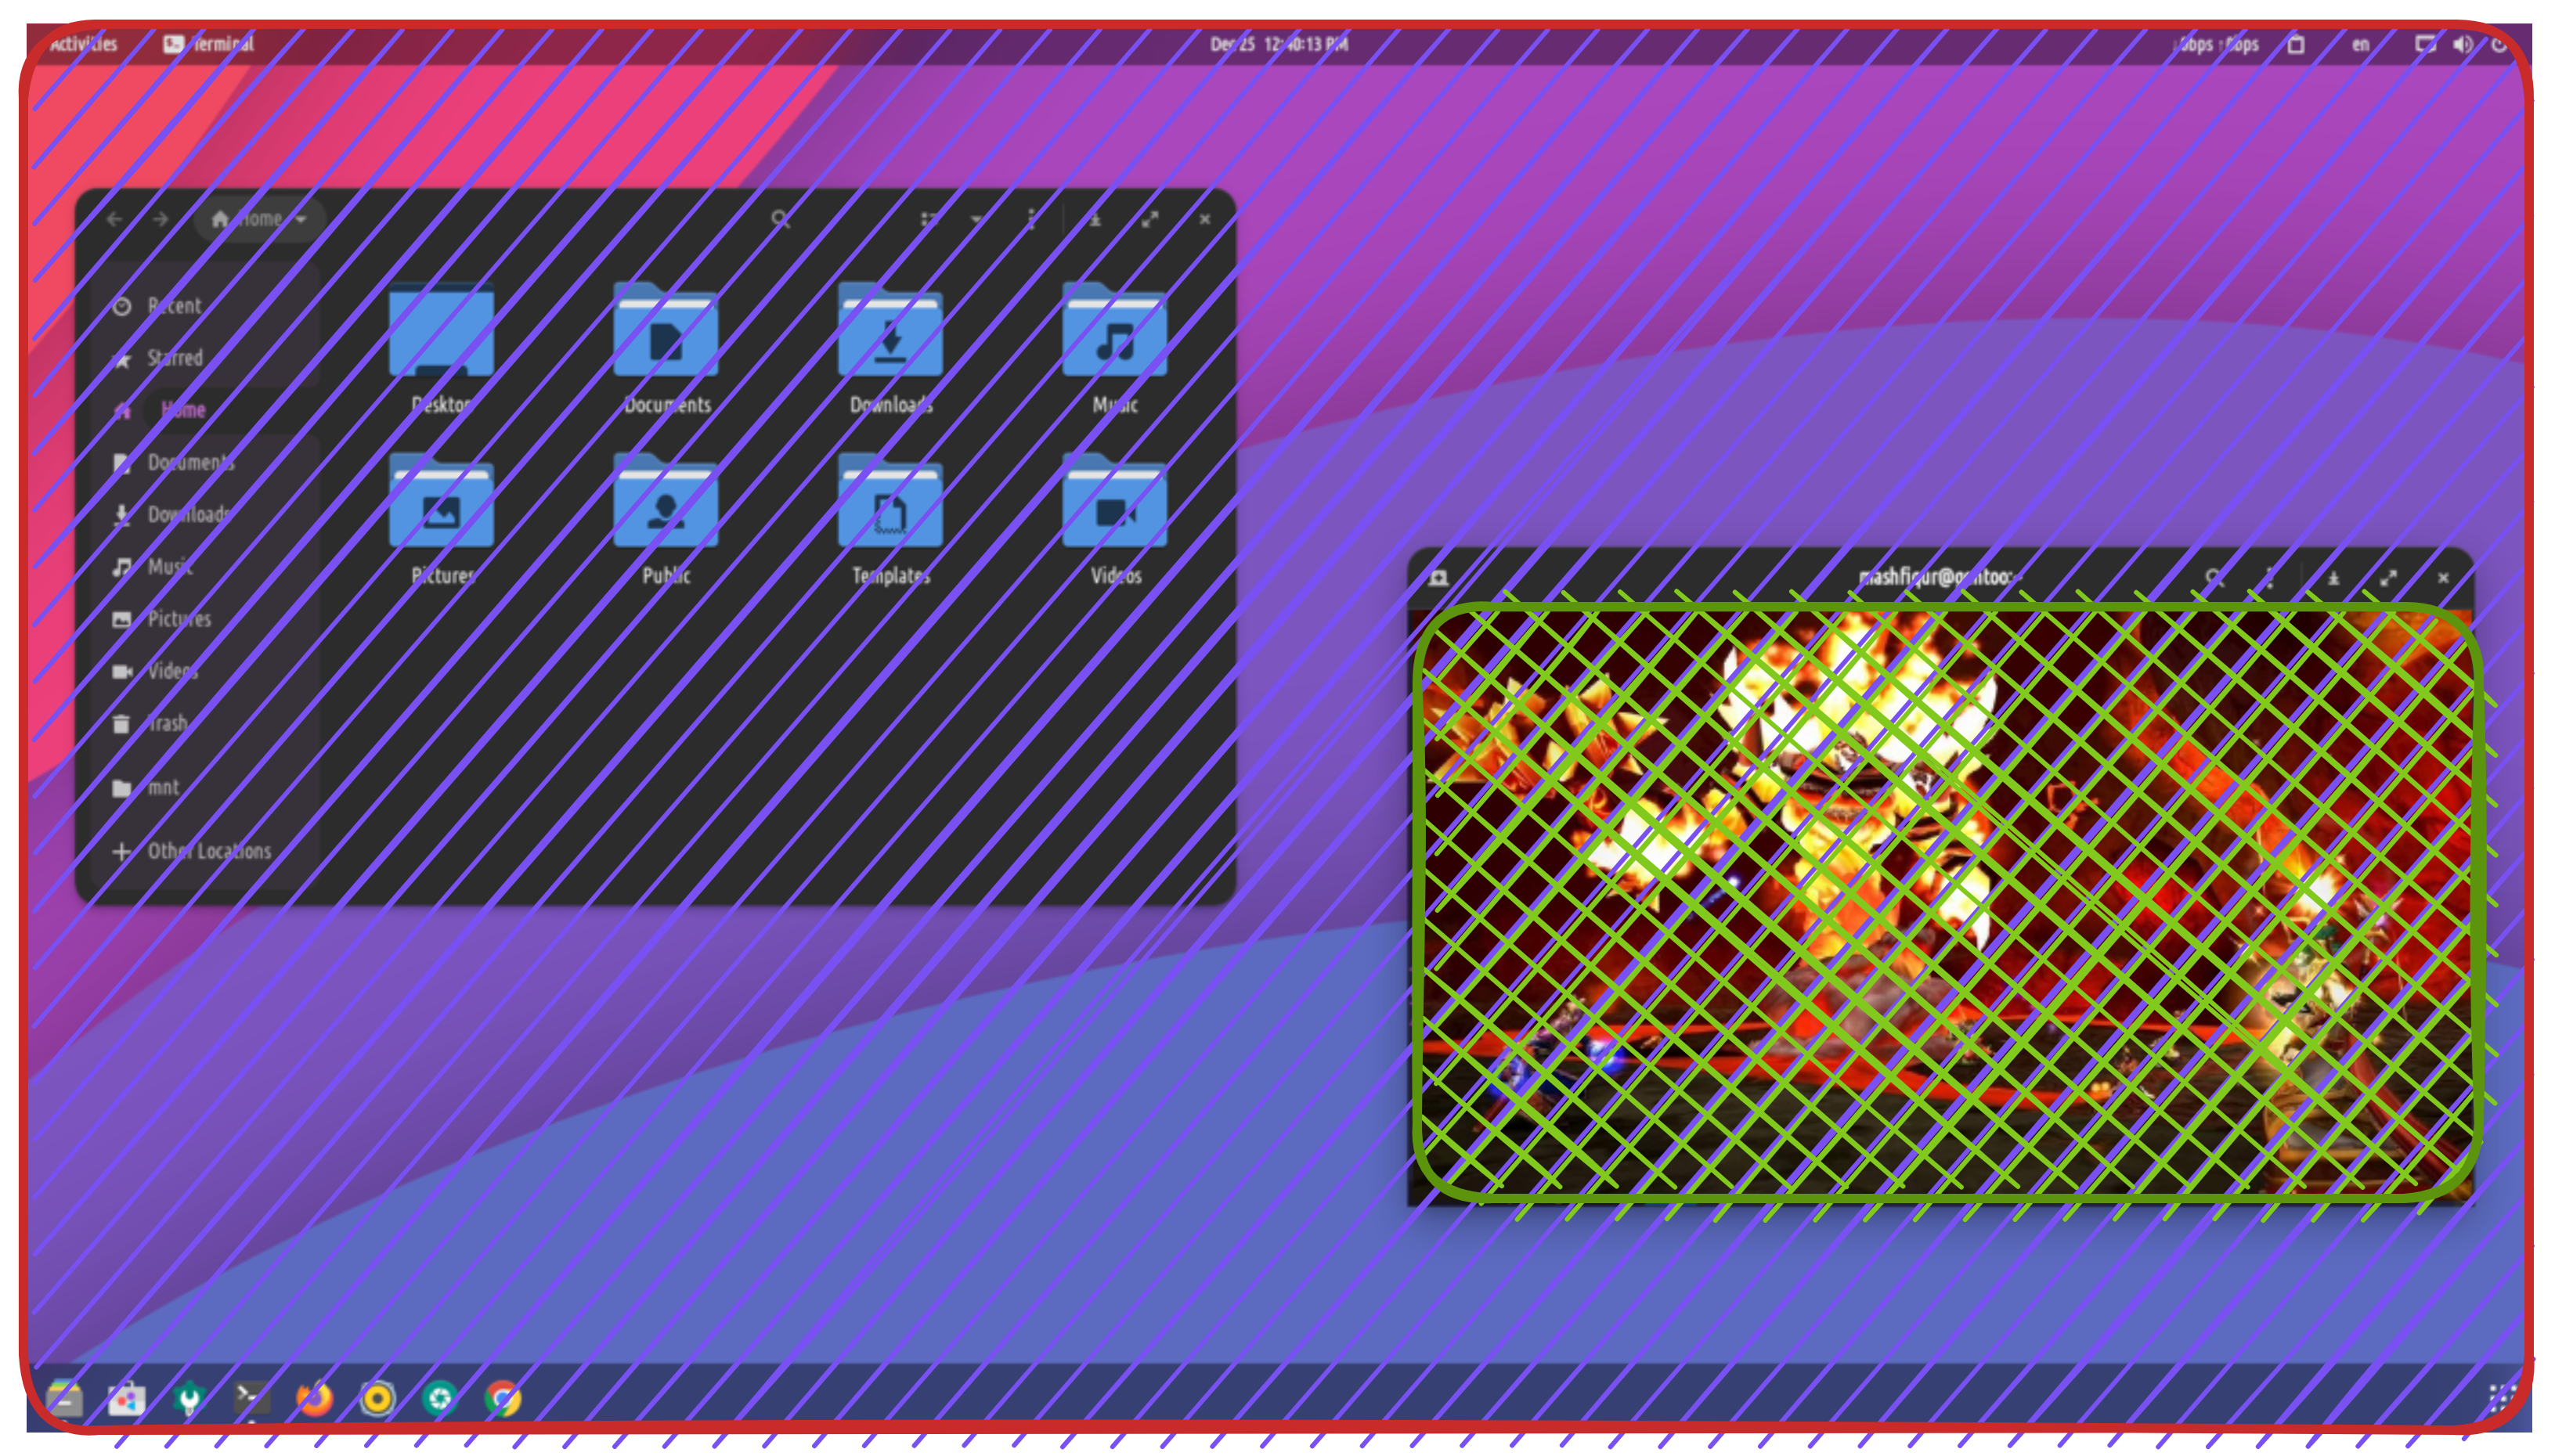 Activities Terminal Dec 25 12:40:13 PM 0bps 0bps en
Home
Recent
Starred
Home
Documents
Downloads
Music
Pictures
Videos
Trash
mnt
Other Locations
Desktop Documents Downloads Music
Pictures Public Templates Videos
mashfiqur@gentoo:~